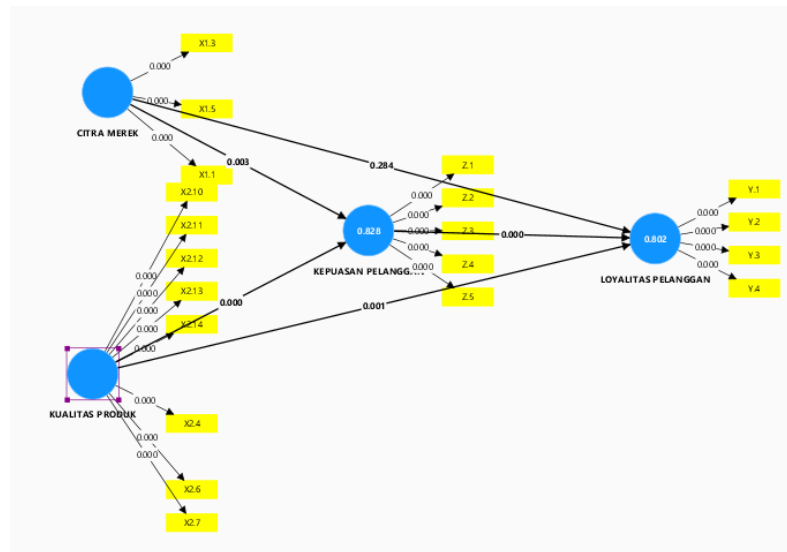 X1.3
0.000
0.000
X1.5
CITRA MEREK
0.000
0.003
0.284
X1.1
X2.10
Z.1
0.000
Z.2
0.000
Y.1
0.000
X2.11
0.828
0.000
Z.3
0.000
0.802
0.000
Y.2
X2.12
0.000
Z.4
0.000
Y.3
KEPUASAN PELANGGAN
0.000
LOYALITAS PELANGGAN
0.000
Y.4
0.000
0.000
X2.13
0.000
0.000
Z.5
0.001
0.000
X2.14
0.000
KUALITAS PRODUK
0.000
X2.4
0.000
0.000
X2.6
X2.7